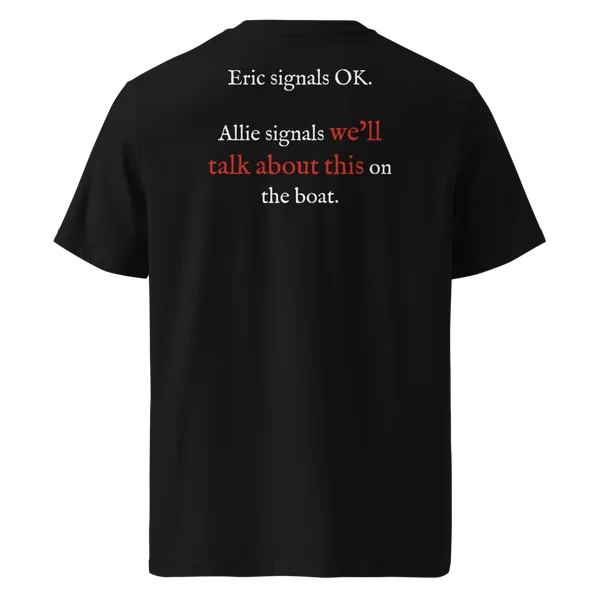 Eric signals OK.
Allie signals we'll
talk about this on
the boat.